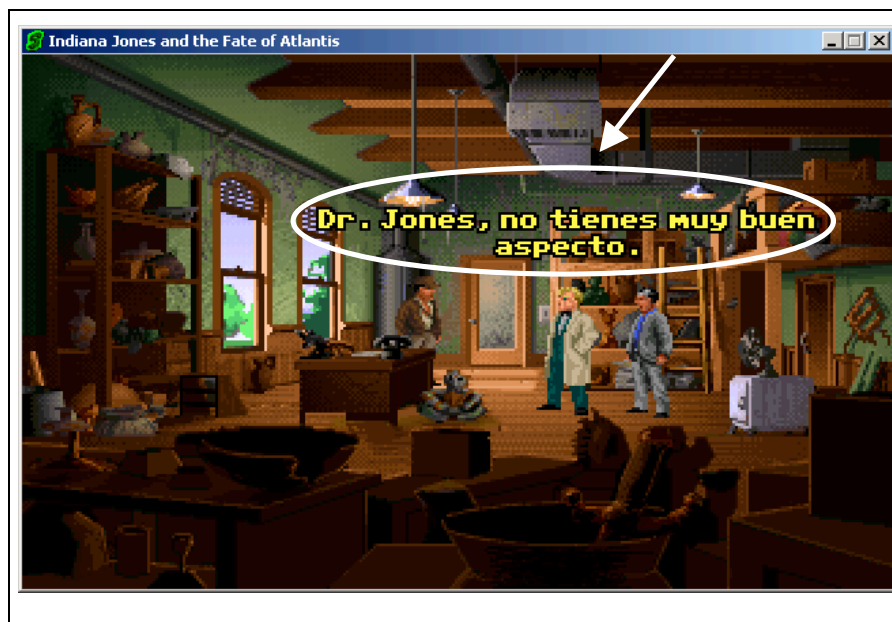 Indiana Jones and the Fate of Atlantis
Dr. Jones, no tienes muy buen
aspecto.